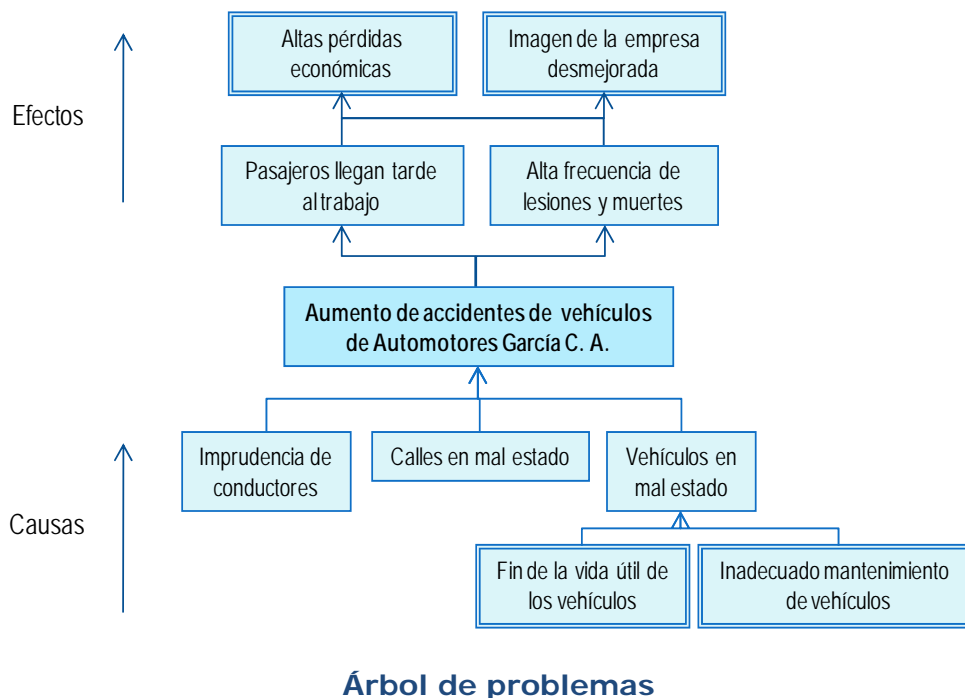 Altas pérdidas
económicas
Imagen de la empresa
desmejorada
Efectos
Pasajeros llegan tarde
al trabajo
Alta frecuencia de
lesiones y muertes
Aumento de accidentes de vehículos
de Automotores García C. A.
Imprudencia de
conductores
Calles en mal estado
Vehículos en
mal estado
Causas
Fin de la vida útil de
los vehículos
Inadecuado mantenimiento
de vehículos
Árbol de problemas